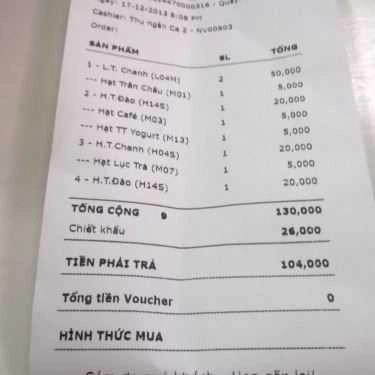 Ngày: 17-12-2013 8:08 PM
Cashier: Thu ngân Ca 2 - NV00803
Order:
SẢN PHẨM SL TỔNG
1 - L.T. Chanh (L04H) 2 50,000
--- Hạt Trân Châu (M01) 1 5,000
2 - H.T.Đào (H14S) 1 20,000
--- Hạt Café (M03) 1 5,000
--- Hạt TT Yogurt (M13) 1 5,000
3 - H.T.Chanh (H04S) 1 20,000
--- Hạt Lục Trà (M07) 1 5,000
4 - H.T.Đào (H14S) 1 20,000
TỔNG CỘNG 9 130,000
Chiết khấu 26,000
TIỀN PHẢI TRẢ 104,000
Tổng tiền Voucher 0
HÌNH THỨC MUA